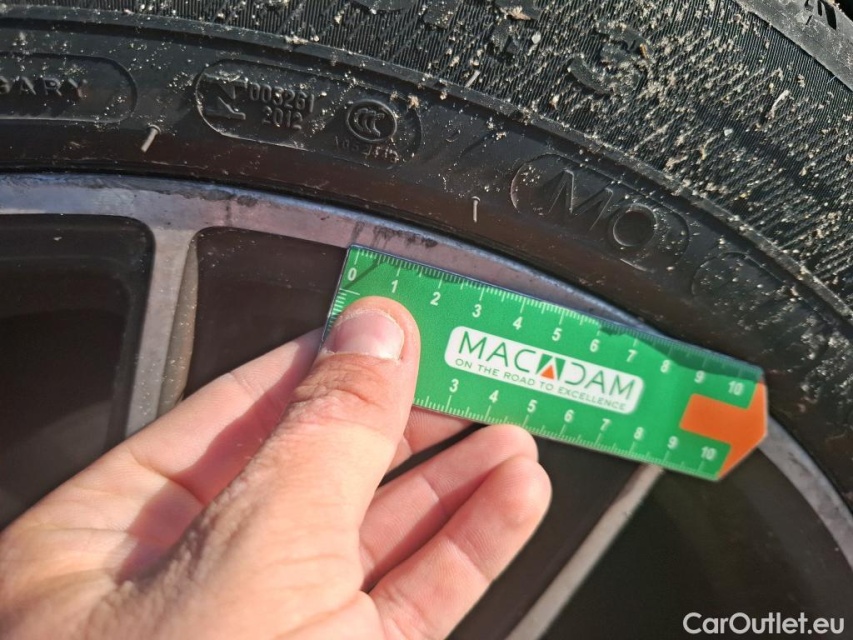 GARY
003261
2012
CCC
MO
0 1 2 3 4 5 6 7 8 9 10
MACADAM
ON THE ROAD TO EXCELLENCE
3 4 5 6 7 8 9 10
CarOutlet.eu